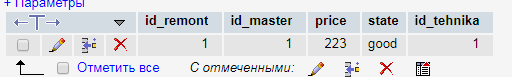 + Параметры
←T→ ▼ id_remont id_master price state id_tehnika
1 1 223 good 1
Отметить все С отмеченными: